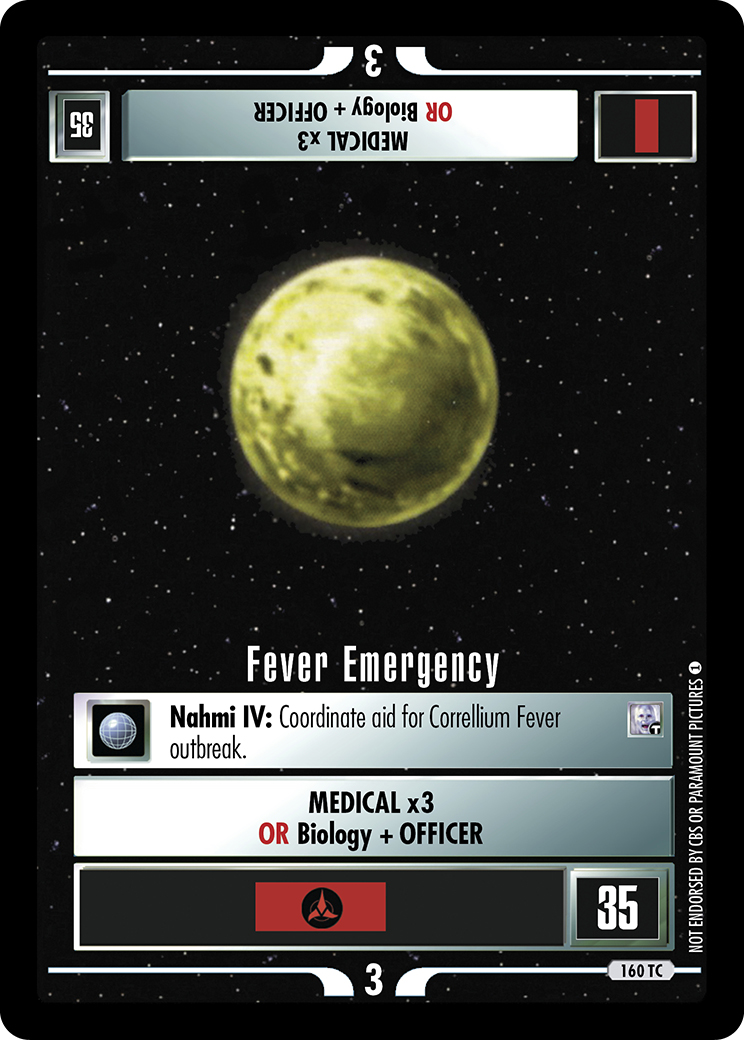 3
35
MEDICAL x3
OR Biology + OFFICER
Fever Emergency
Nahmi IV: Coordinate aid for Correllium Fever
outbreak.
T
MEDICAL x3
OR Biology + OFFICER
35
3
160 TC
NOT ENDORSED BY CBS OR PARAMOUNT PICTURES 1